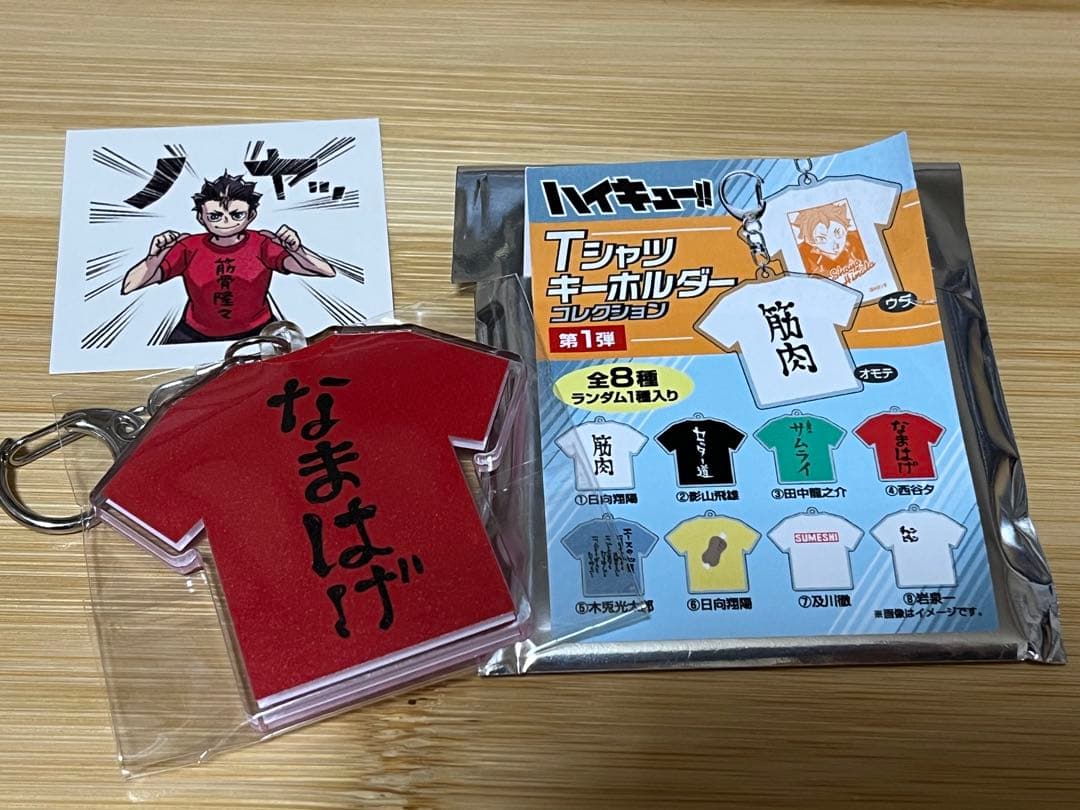 ノヤッ
筋骨隆々
なまはげ
ハイキュー!!
Tシャツ
キーホルダー
コレクション
第1弾
全8種
ランダム1種入り
筋肉
ウラ
オモテ
筋肉
セッター道
サムライ
なまはげ
①日向翔陽
②影山飛雄
③田中龍之介
④西谷夕
SUMESHI
⑤木兎光太郎
⑥日向翔陽
⑦及川徹
⑧岩泉一
※画像はイメージです。